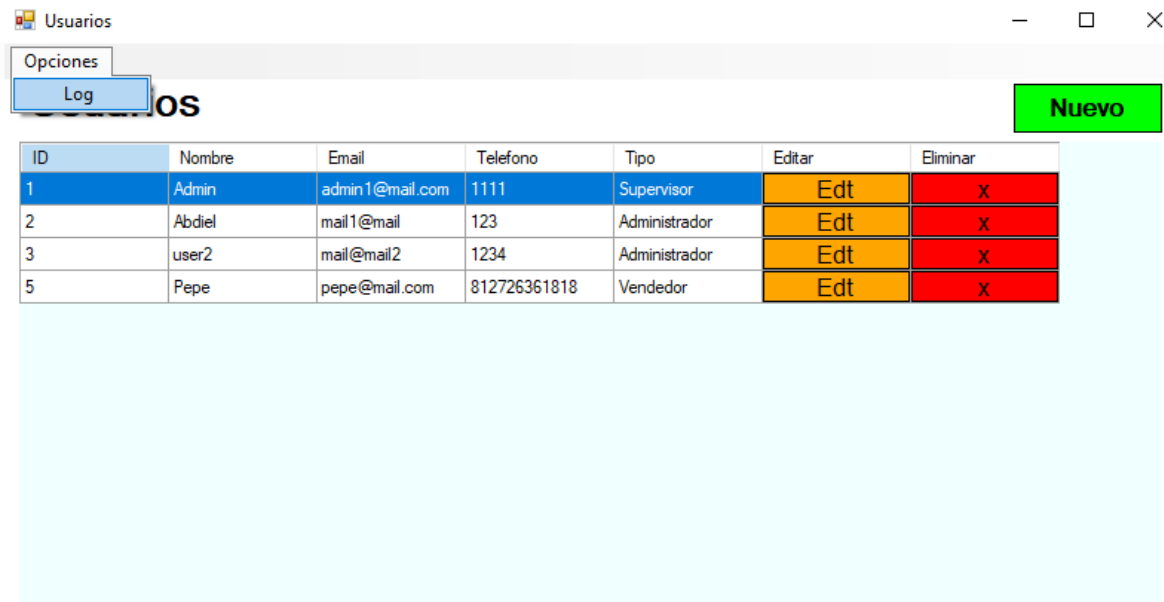 Usuarios
Opciones
Log
Usuarios
Nuevo
ID Nombre Email Telefono Tipo Editar Eliminar
1 Admin admin1@mail.com 1111 Supervisor Edt x
2 Abdiel mail1@mail 123 Administrador Edt x
3 user2 mail@mail2 1234 Administrador Edt x
5 Pepe pepe@mail.com 812726361818 Vendedor Edt x